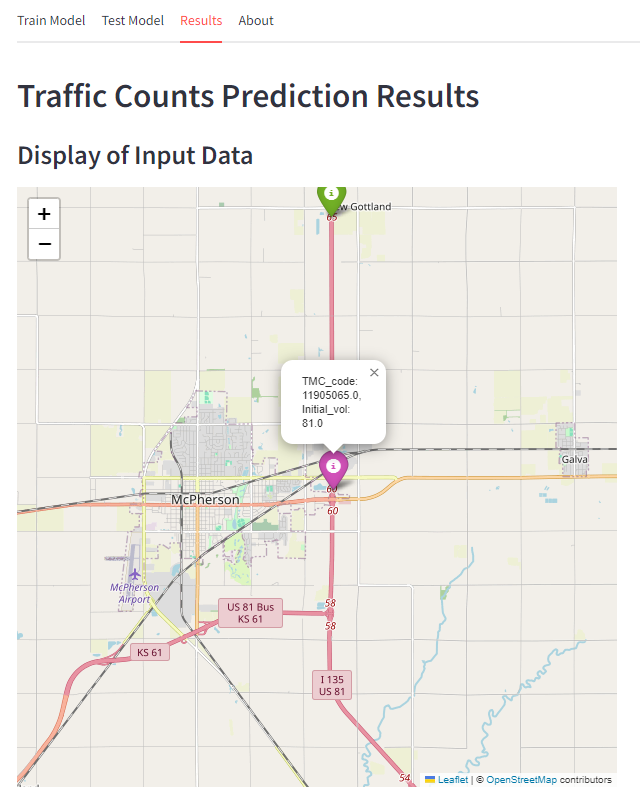 Train Model Test Model Results About
Traffic Counts Prediction Results
Display of Input Data
+
−
Gottland
65
TMC_code:
11905065.0,
Initial_vol:
81.0
×
Galva
McPherson
60
60
McPherson
Airport
58
US 81 Bus
KS 61
58
KS 61
I 135
US 81
54
Leaflet | © OpenStreetMap contributors